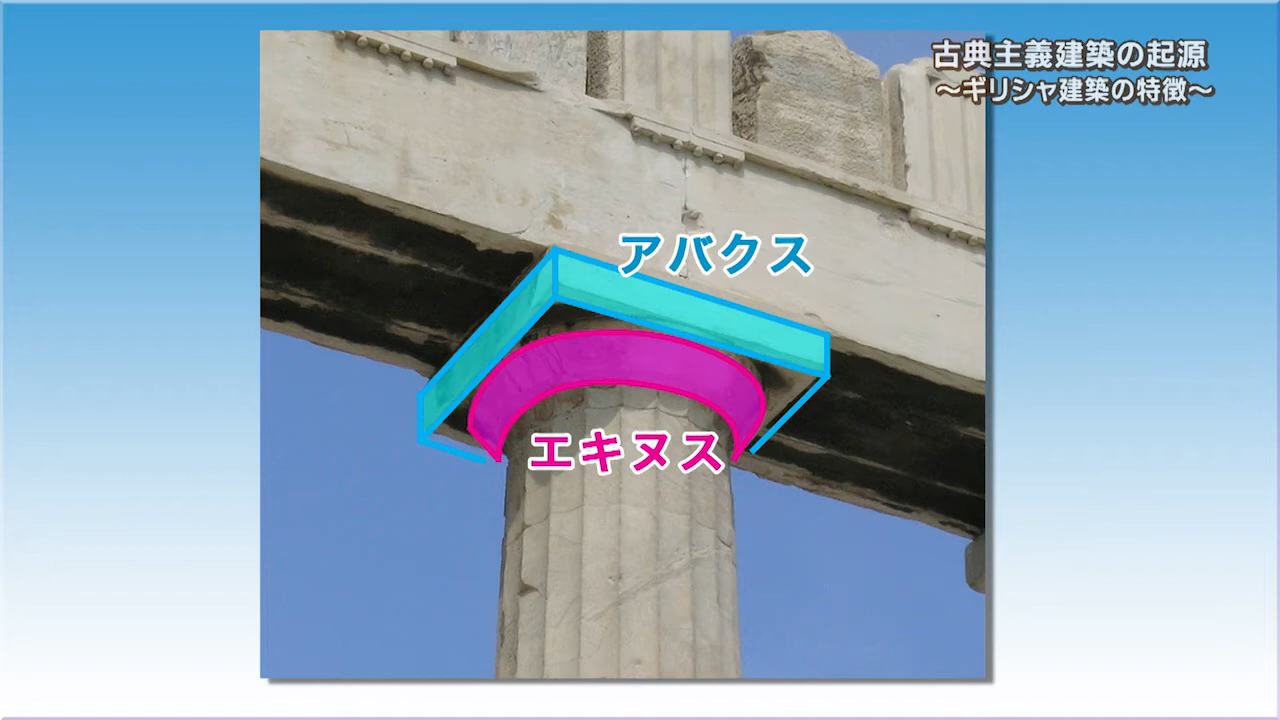 古典主義建築の起源
～ギリシャ建築の特徴～
アバクス
エキヌス